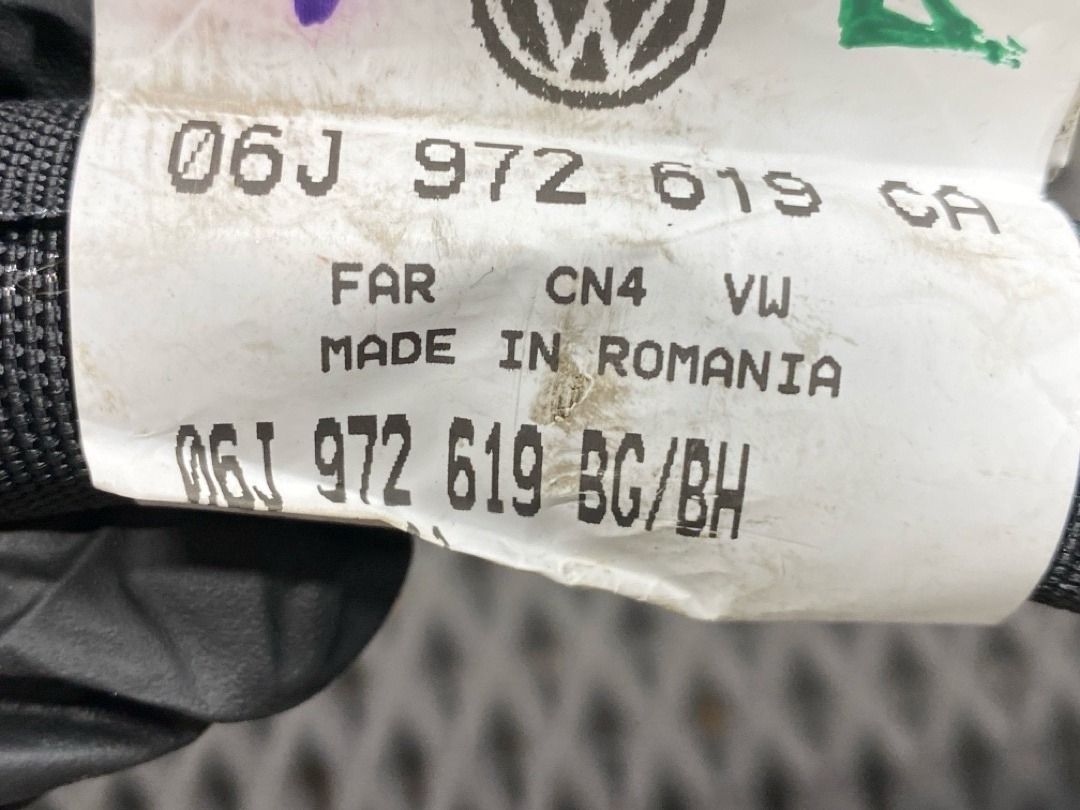 06J 972 619 CA
FAR CN4 VW
MADE IN ROMANIA
06J 972 619 BG/BH